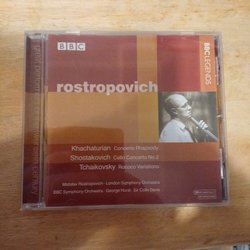 BBC
BBC LEGENDS
rostropovich
Khachaturian Concerto Rhapsody
Shostakovich Cello Concerto No.2
Tchaikovsky Rococo Variations
Mstislav Rostropovich · London Symphony Orchestra
BBC Symphony Orchestra · George Hurst · Sir Colin Davis